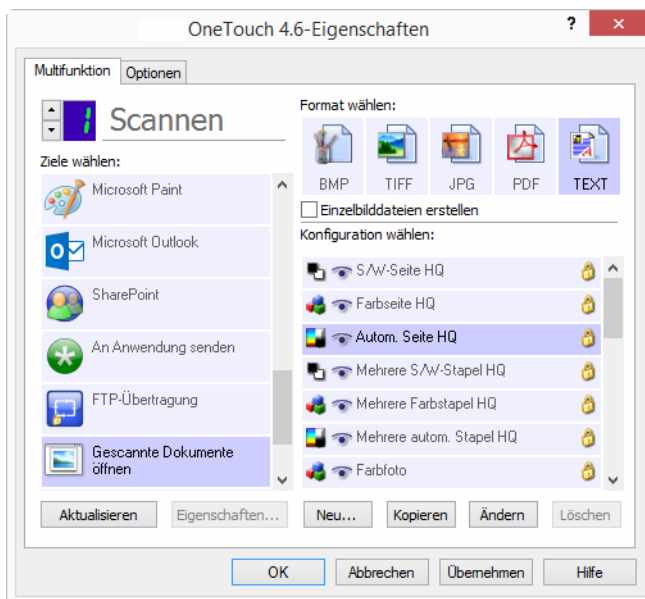 OneTouch 4.6-Eigenschaften
?
×
Multifunktion
Optionen
1
Scannen
Ziele wählen:
Microsoft Paint
Microsoft Outlook
SharePoint
An Anwendung senden
FTP-Übertragung
Gescannte Dokumente
öffnen
Aktualisieren
Eigenschaften...
Format wählen:
BMP
TIFF
JPG
PDF
TEXT
Einzelbilddateien erstellen
Konfiguration wählen:
S/W-Seite HQ
Farbseite HQ
Autom. Seite HQ
Mehrere S/W-Stapel HQ
Mehrere Farbstapel HQ
Mehrere autom. Stapel HQ
Farbfoto
Neu...
Kopieren
Ändern
Löschen
OK
Abbrechen
Übernehmen
Hilfe